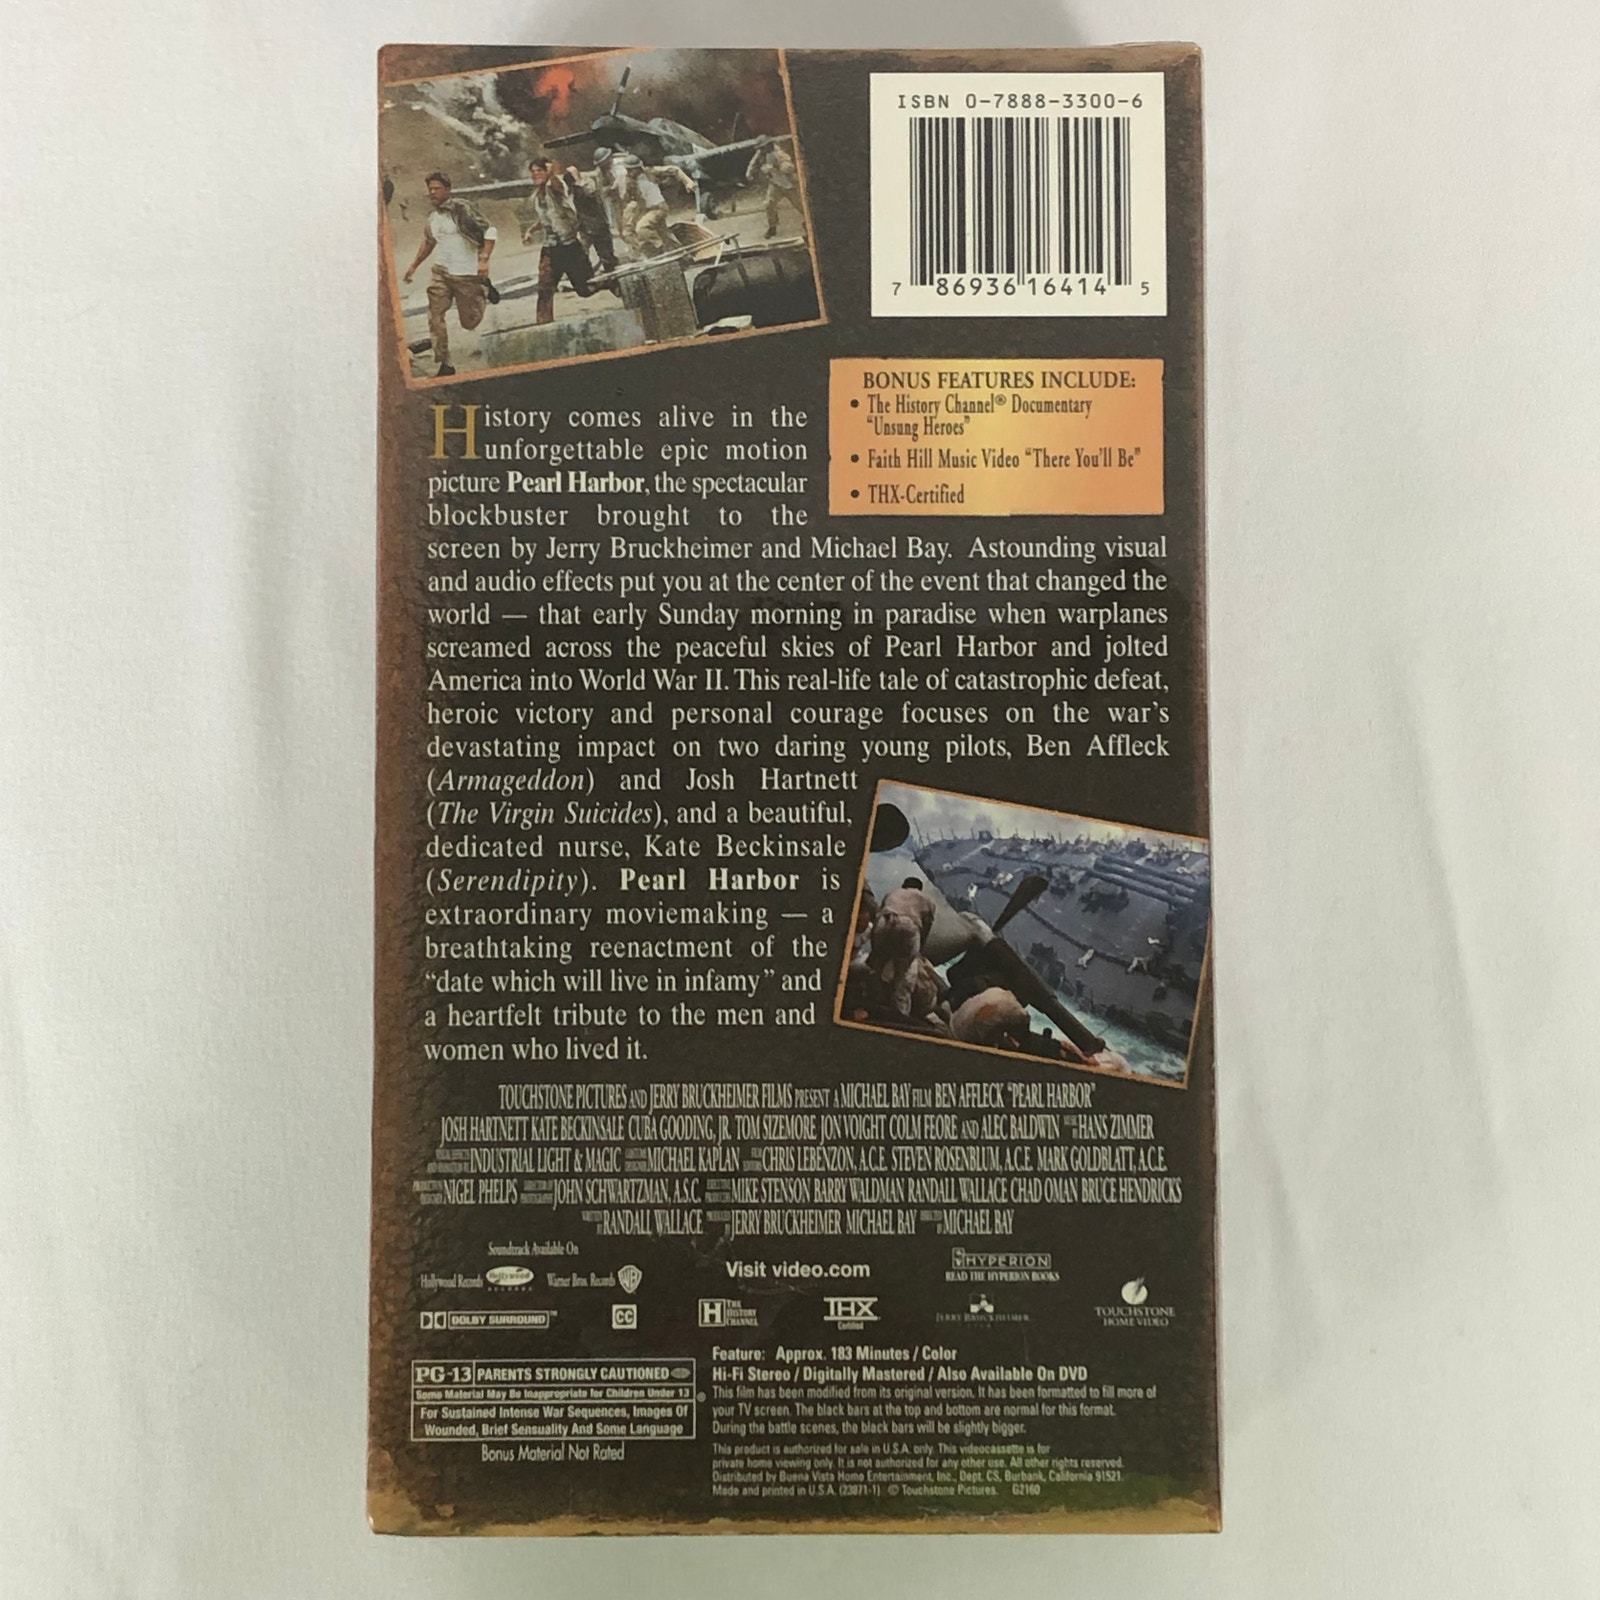 ISBN 0-7888-3300-6
7 86936 16414 5
BONUS FEATURES INCLUDE:
• The History Channel® Documentary
"Unsung Heroes"
• Faith Hill Music Video "There You'll Be"
• THX-Certified
History comes alive in the
unforgettable epic motion
picture Pearl Harbor, the spectacular
blockbuster brought to the
screen by Jerry Bruckheimer and Michael Bay. Astounding visual
and audio effects put you at the center of the event that changed the
world — that early Sunday morning in paradise when warplanes
screamed across the peaceful skies of Pearl Harbor and jolted
America into World War II. This real-life tale of catastrophic defeat,
heroic victory and personal courage focuses on the war's
devastating impact on two daring young pilots, Ben Affleck
(Armageddon) and Josh Hartnett
(The Virgin Suicides), and a beautiful,
dedicated nurse, Kate Beckinsale
(Serendipity). Pearl Harbor is
extraordinary moviemaking — a
breathtaking reenactment of the
"date which will live in infamy" and
a heartfelt tribute to the men and
women who lived it.
TOUCHSTONE PICTURES AND JERRY BRUCKHEIMER FILMS PRESENT A MICHAEL BAY FILM BEN AFFLECK "PEARL HARBOR"
JOSH HARTNETT KATE BECKINSALE CUBA GOODING, JR. TOM SIZEMORE JON VOIGHT COLM FEORE AND ALEC BALDWIN HANS ZIMMER
INDUSTRIAL LIGHT & MAGIC MICHAEL KAPLAN CHRIS LEBENZON, A.C.E. STEVEN ROSENBLUM, A.C.E. MARK GOLDBLATT, A.C.E.
NIGEL PHELPS JOHN SCHWARTZMAN, A.S.C. MIKE STENSON BARRY WALDMAN RANDALL WALLACE CHAD OMAN BRUCE HENDRICKS
RANDALL WALLACE JERRY BRUCKHEIMER MICHAEL BAY MICHAEL BAY
Soundtrack Available On
Hollywood Records Hollywood RECORDS Warner Bros. Records WB
Visit video.com
HYPERION
READ THE HYPERION BOOKS
DOLBY SURROUND™
CC
H THE HISTORY CHANNEL
THX Certified
JERRY BRUCKHEIMER
TOUCHSTONE
HOME VIDEO
PG-13 PARENTS STRONGLY CAUTIONED
Some Material May Be Inappropriate for Children Under 13
For Sustained Intense War Sequences, Images Of
Wounded, Brief Sensuality And Some Language
Bonus Material Not Rated
Feature: Approx. 183 Minutes / Color
Hi-Fi Stereo / Digitally Mastered / Also Available On DVD
This film has been modified from its original version. It has been formatted to fill more of
your TV screen. The black bars at the top and bottom are normal for this format.
During the battle scenes, the black bars will be slightly bigger.
This product is authorized for sale in U.S.A. only. This videocassette is for
private home viewing only. It is not authorized for any other use. All other rights reserved.
Distributed by Buena Vista Home Entertainment, Inc., Dept. CS, Burbank, California 91521.
Made and printed in U.S.A. (23871-1) © Touchstone Pictures. G2160